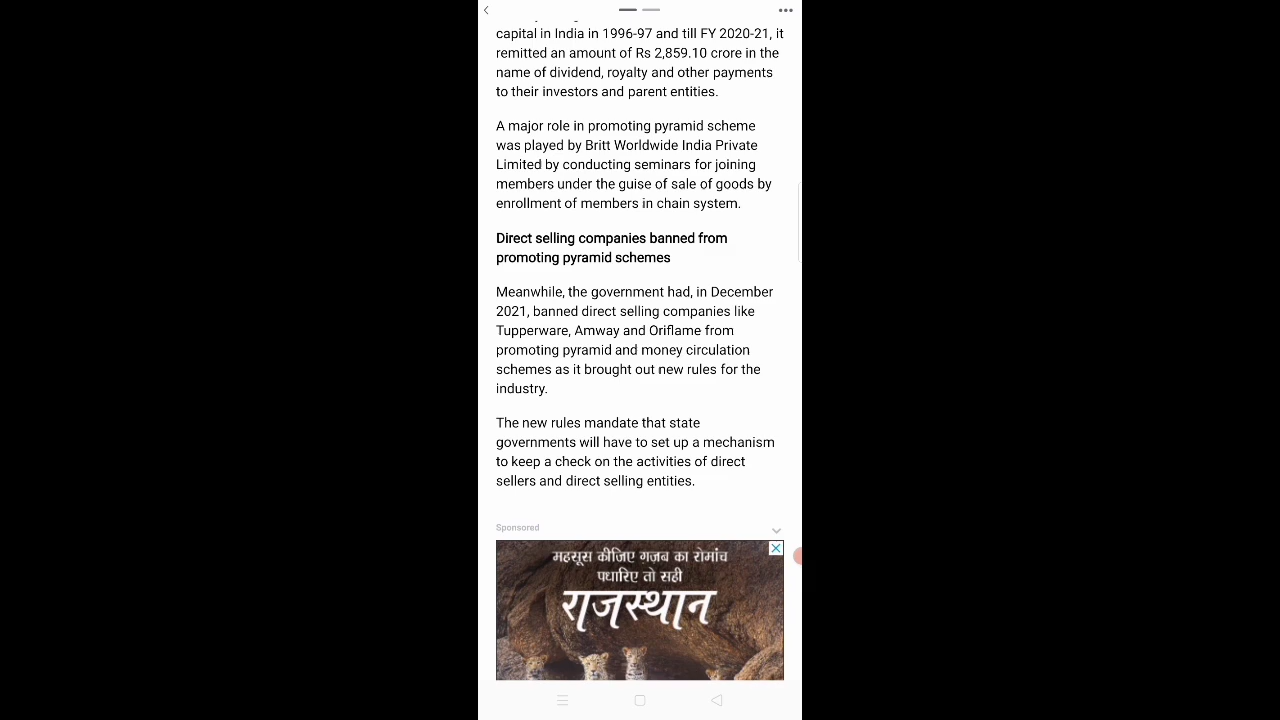 capital in India in 1996-97 and till FY 2020-21, it
remitted an amount of Rs 2,859.10 crore in the
name of dividend, royalty and other payments
to their investors and parent entities.
A major role in promoting pyramid scheme
was played by Britt Worldwide India Private
Limited by conducting seminars for joining
members under the guise of sale of goods by
enrollment of members in chain system.
Direct selling companies banned from
promoting pyramid schemes
Meanwhile, the government had, in December
2021, banned direct selling companies like
Tupperware, Amway and Oriflame from
promoting pyramid and money circulation
schemes as it brought out new rules for the
industry.
The new rules mandate that state
governments will have to set up a mechanism
to keep a check on the activities of direct
sellers and direct selling entities.
Sponsored
महसूस कीजिए गज़ब का रोमांच
पधारिए तो सही
राजस्थान